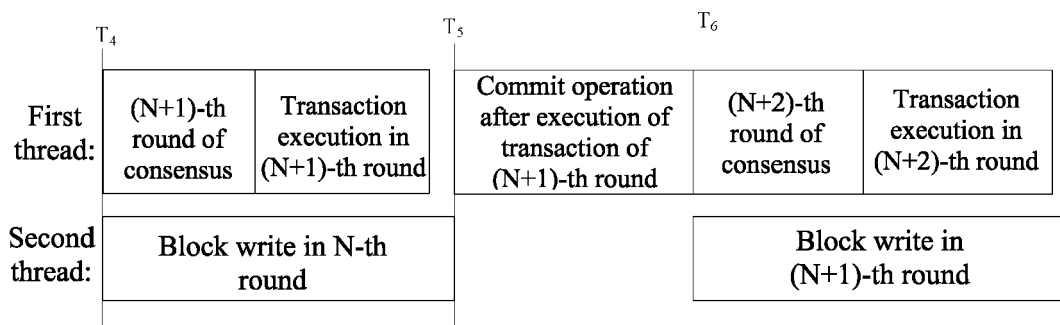 T4
T5
T6
First
thread:
(N+1)-th
round of
consensus
Transaction
execution in
(N+1)-th round
Commit operation
after execution of
transaction of
(N+1)-th round
(N+2)-th
round of
consensus
Transaction
execution in
(N+2)-th round
Second
thread:
Block write in N-th
round
Block write in
(N+1)-th round